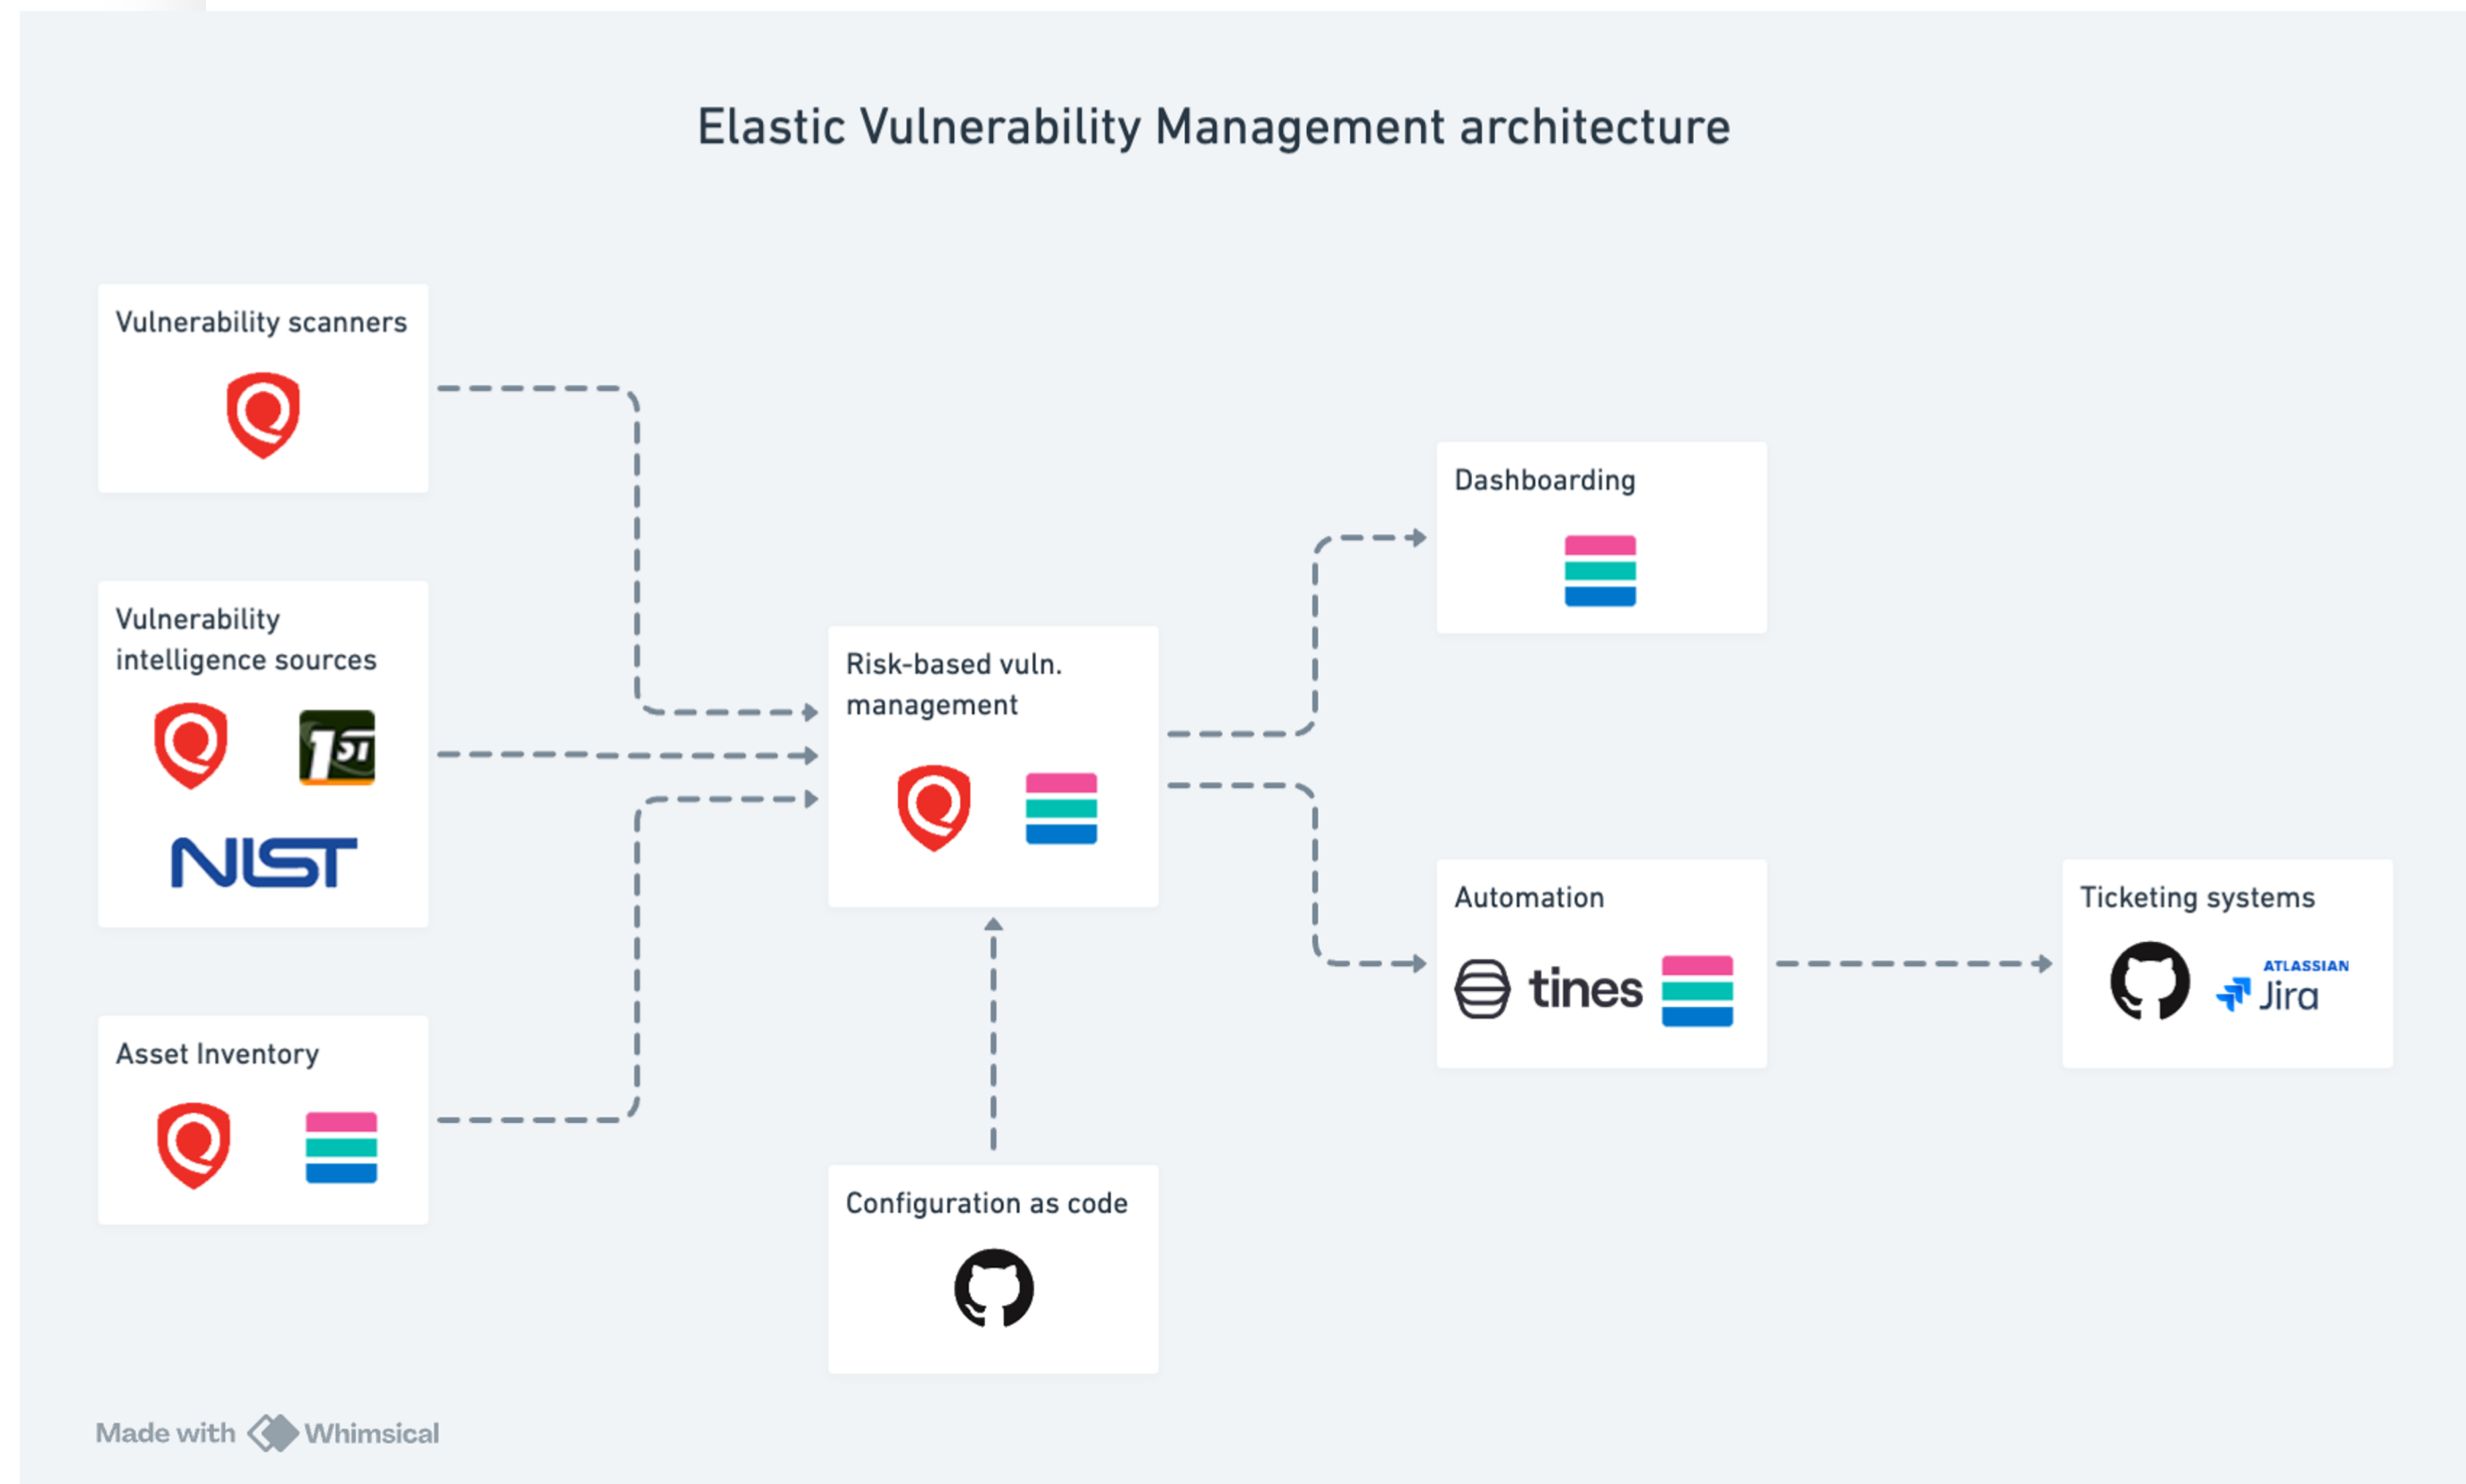 Elastic Vulnerability Management architecture
Vulnerability scanners
Vulnerability
intelligence sources
1ST
NIST
Asset Inventory
Risk-based vuln.
management
Configuration as code
Dashboarding
Automation
tines
Ticketing systems
ATLASSIAN
Jira
Made with Whimsical